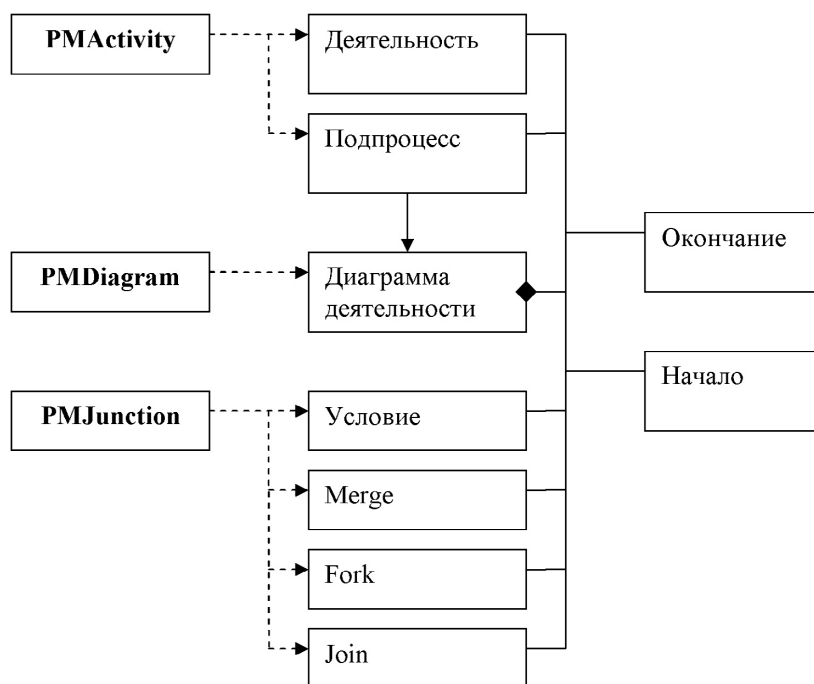 PMActivity
Деятельность
Подпроцесс
Окончание
PMDiagram
Диаграмма
деятельности
Начало
PMJunction
Условие
Merge
Fork
Join